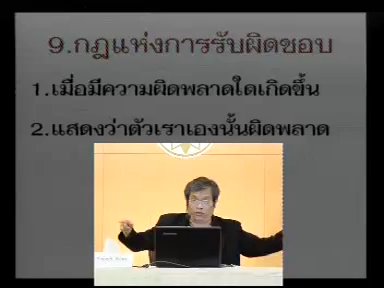 9.กฎแห่งการรับผิดชอบ
1.เมื่อมีความผิดพลาดใดเกิดขึ้น
2.แสดงว่าตัวเราเองนั้นผิดพลาด